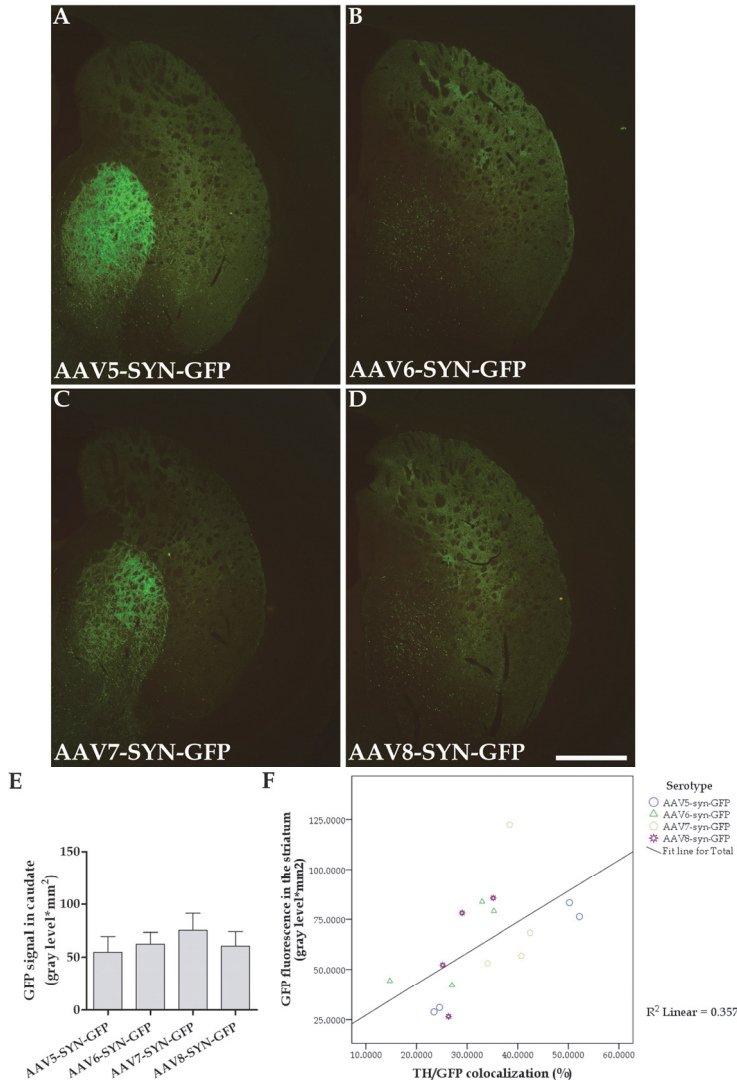 A
AAV5-SYN-GFP
B
AAV6-SYN-GFP
C
AAV7-SYN-GFP
D
AAV8-SYN-GFP
E
GFP signal in caudate
(gray level*mm²)
150
100
50
0
AAV5-SYN-GFP
AAV6-SYN-GFP
AAV7-SYN-GFP
AAV8-SYN-GFP
F
GFP fluorescence in the striatum
(gray level*mm2)
125.0000
100.0000
75.0000
50.0000
25.0000
10.0000 20.0000 30.0000 40.0000 50.0000 60.0000
TH/GFP colocalization (%)
Serotype
AAV5-syn-GFP
AAV6-syn-GFP
AAV7-syn-GFP
AAV8-syn-GFP
Fit line for Total
R² Linear = 0.357